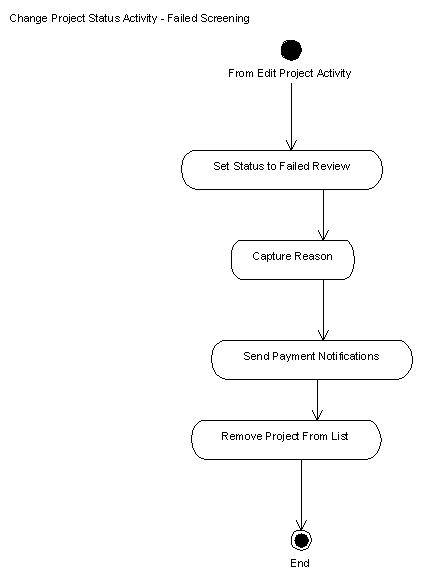 Change Project Status Activity - Failed Screening
From Edit Project Activity
Set Status to Failed Review
Capture Reason
Send Payment Notifications
Remove Project From List
End